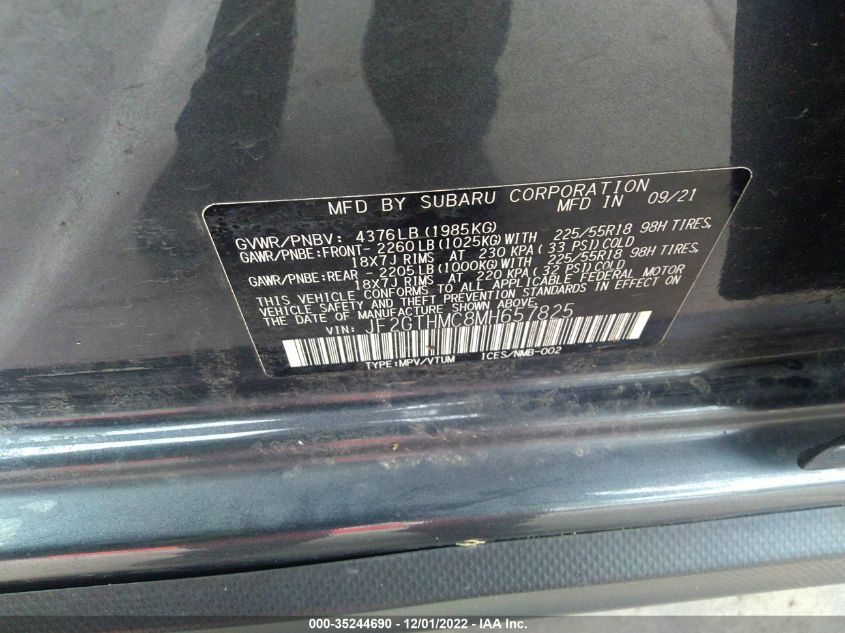 MFD BY SUBARU CORPORATION
MFD IN 09/21
GVWR/PNBV: 4376LB(1985KG)
GAWR/PNBE:FRONT- 2260LB(1025KG)WITH 225/55R18 98H TIRES,
18X7J RIMS AT 230 KPA(33 PSI)COLD
GAWR/PNBE:REAR - 2205LB(1000KG)WITH 225/55R18 98H TIRES,
18X7J RIMS AT 220 KPA(32 PSI)COLD
THIS VEHICLE CONFORMS TO ALL APPLICABLE FEDERAL MOTOR
VEHICLE SAFETY AND THEFT PREVENTION STANDARDS IN EFFECT ON
THE DATE OF MANUFACTURE SHOWN ABOVE.
VIN: JF2GTHMC8MH657825
TYPE:MPV/VTUM ICES/NMB-002
000-35244690 - 12/01/2022 - IAA Inc.